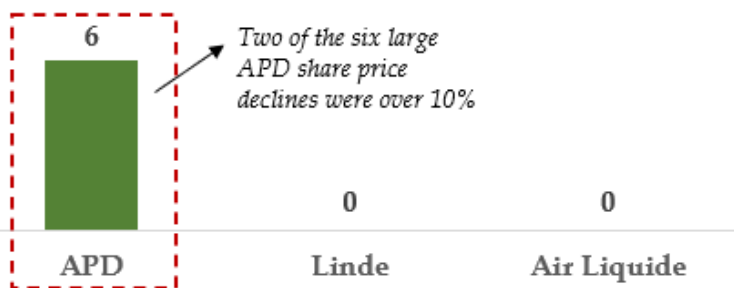 6
Two of the six large
APD share price
declines were over 10%
0
0
APD
Linde
Air Liquide